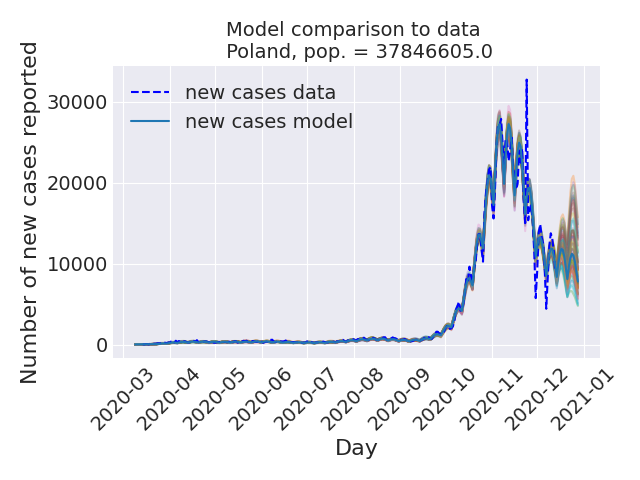 Model comparison to data
Poland, pop. = 37846605.0
Number of new cases reported
30000
20000
10000
0
new cases data
new cases model
2020-03
2020-04
2020-05
2020-06
2020-07
2020-08
2020-09
2020-10
2020-11
2020-12
2021-01
Day